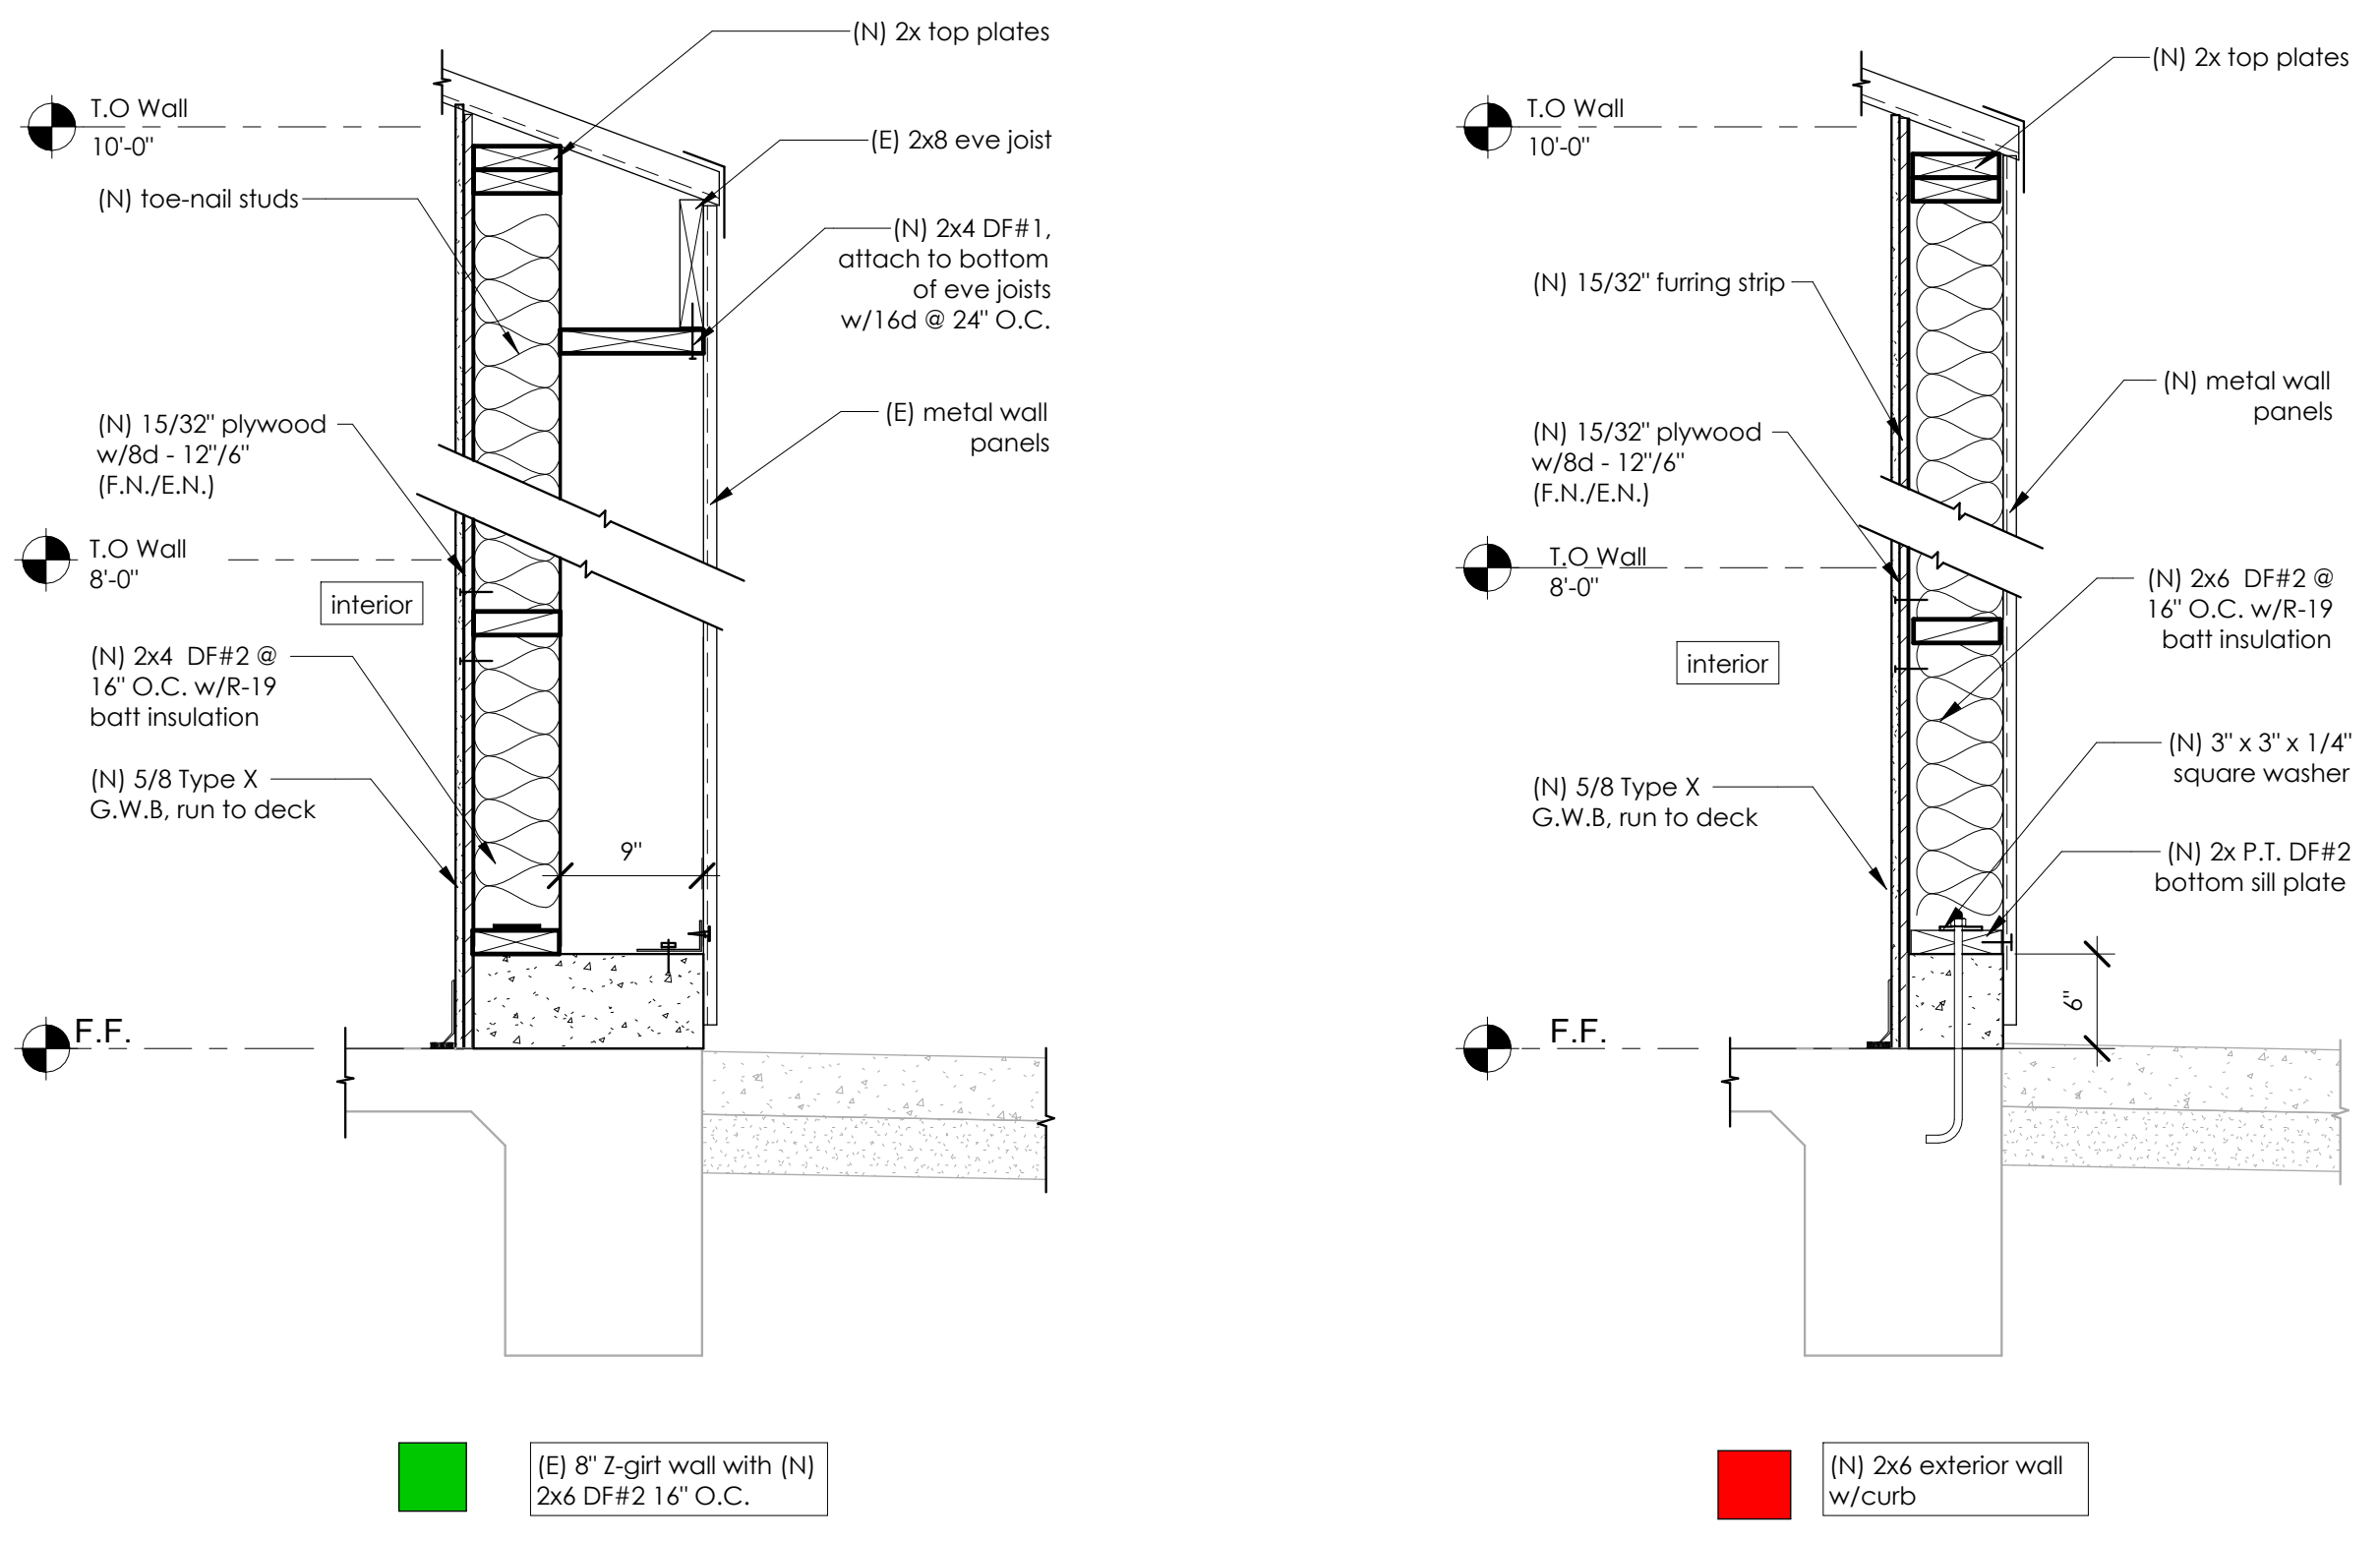 (N) 2x top plates
T.O Wall
10'-0"
(E) 2x8 eve joist
(N) toe-nail studs
(N) 2x4 DF#1,
attach to bottom
of eve joists
w/16d @ 24" O.C.
(E) metal wall
panels
(N) 15/32" plywood
w/8d - 12"/6"
(F.N./E.N.)
T.O Wall
8'-0"
interior
(N) 2x4 DF#2 @
16" O.C. w/R-19
batt insulation
(N) 5/8 Type X
G.W.B, run to deck
9"
F.F.
(E) 8" Z-girt wall with (N)
2x6 DF#2 16" O.C.
(N) 2x top plates
T.O Wall
10'-0"
(N) 15/32" furring strip
(N) metal wall
panels
(N) 15/32" plywood
w/8d - 12"/6"
(F.N./E.N.)
T.O Wall
8'-0"
(N) 2x6 DF#2 @
16" O.C. w/R-19
batt insulation
interior
(N) 3" x 3" x 1/4"
square washer
(N) 5/8 Type X
G.W.B, run to deck
(N) 2x P.T. DF#2
bottom sill plate
6"
F.F.
(N) 2x6 exterior wall
w/curb